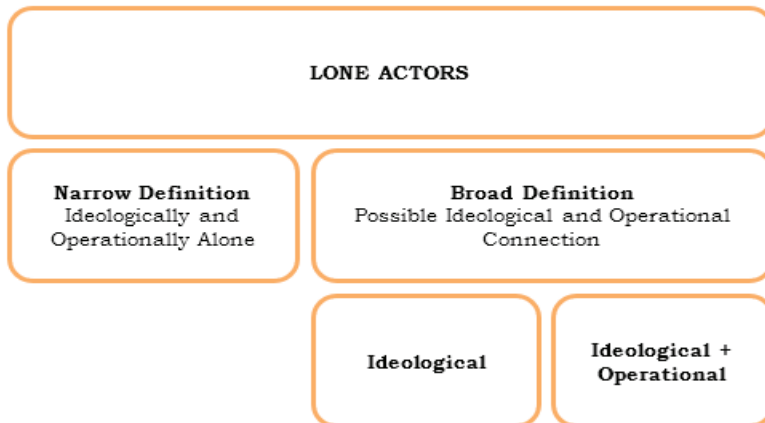 LONE ACTORS
Narrow Definition
Ideologically and
Operationally Alone
Broad Definition
Possible Ideological and Operational
Connection
Ideological
Ideological +
Operational